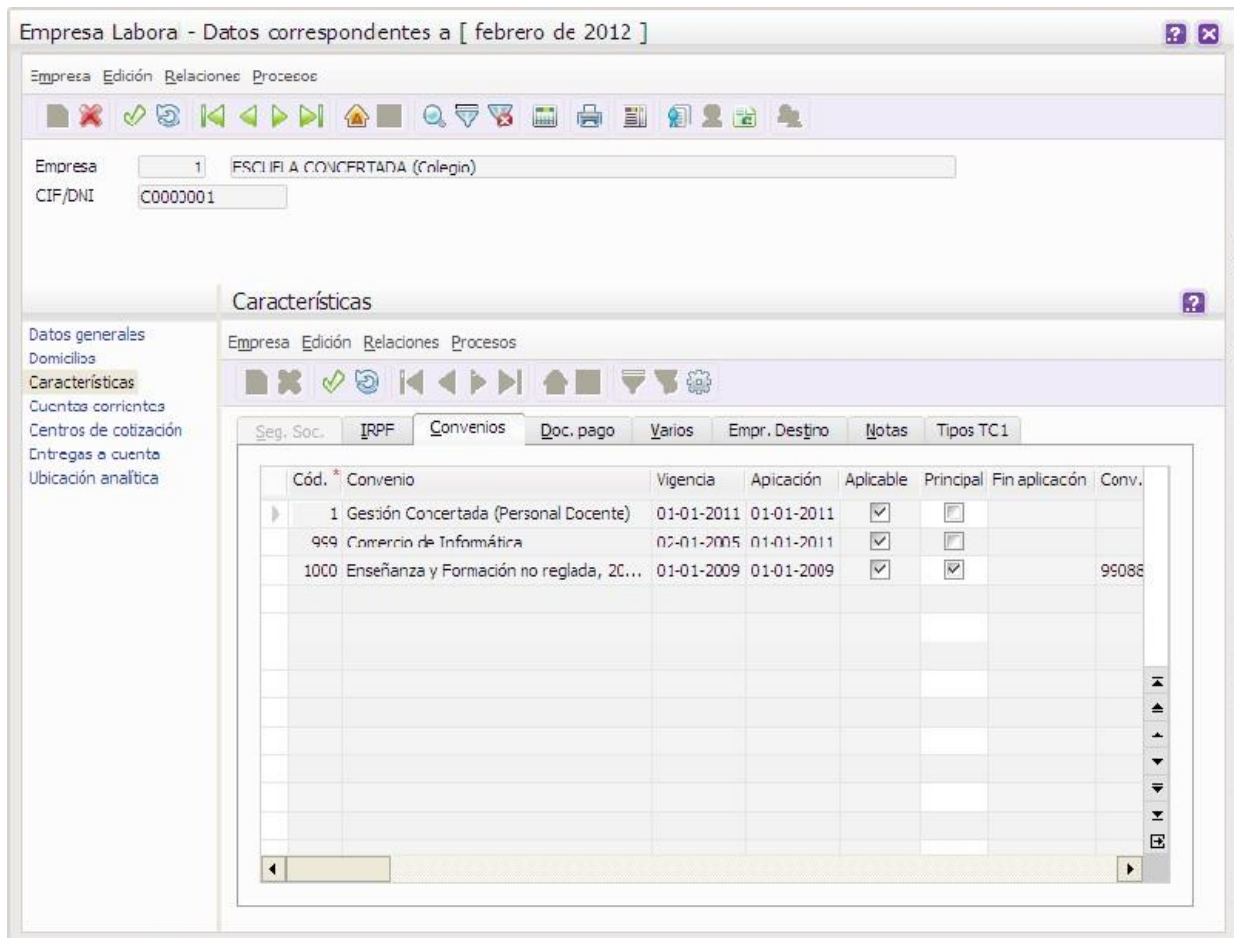 Empresa Labora - Datos correspondentes a [ febrero de 2012 ]
Empresa Edición Relaciones Procesos
Empresa 1 ESCUELA CONCERTADA (Colegio)
CIF/DNI C0000001
Características
Datos generales
Domicilios
Características
Cuentas corrientes
Centros de cotización
Entregas a cuenta
Ubicación analítica
Empresa Edición Relaciones Procesos
Seg. Soc. IRPF Convenios Doc. pago Varios Empr. Destino Notas Tipos TC1
Cód. * Convenio Vigencia Apicación Aplicable Principal Fin aplicacón Conv.
1 Gestión Concertada (Personal Docente) 01-01-2011 01-01-2011
999 Comercio de Informática 02-01-2005 01-01-2011
1000 Enseñanza y Formación no reglada, 20... 01-01-2009 01-01-2009 99088